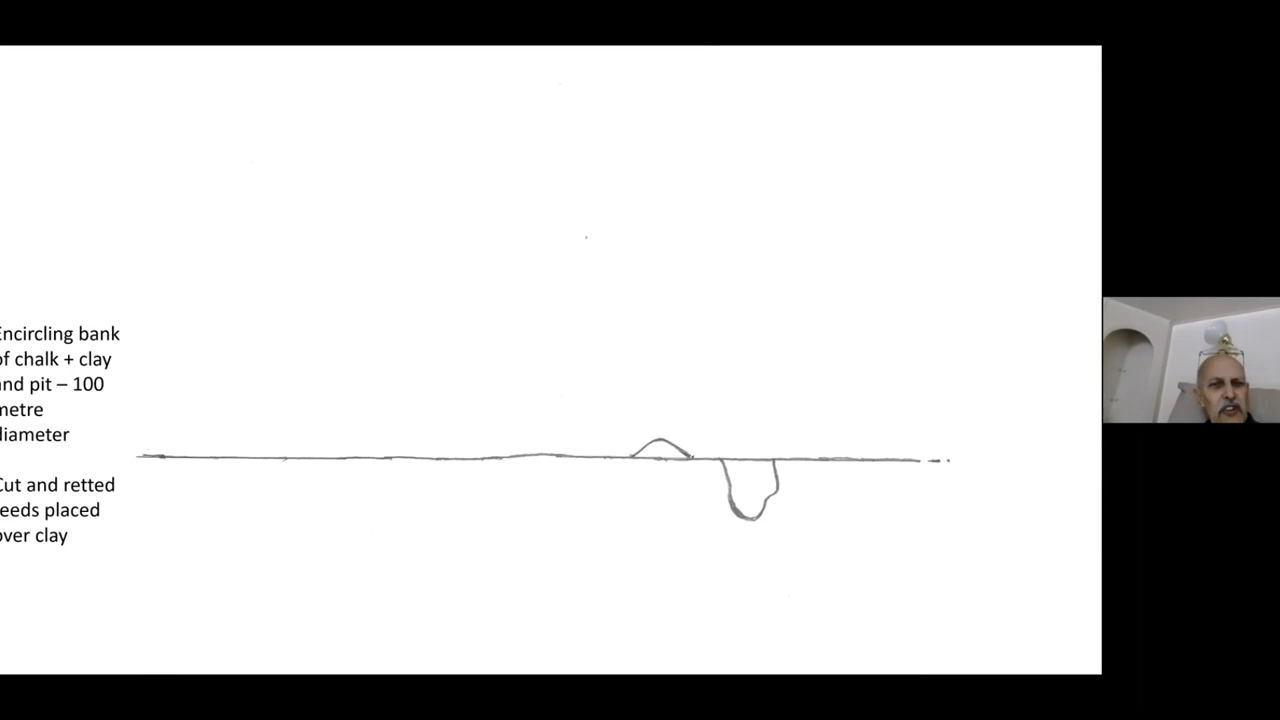 Encircling bank
of chalk + clay
and pit – 100
metre
diameter
Cut and retted
reeds placed
over clay